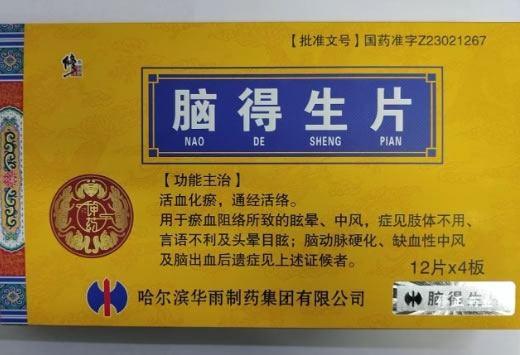 【批准文号】国药准字Z23021267
脑得生片
NAO DE SHENG PIAN
【功能主治】
活血化瘀，通经活络。
用于瘀血阻络所致的眩晕、中风，症见肢体不用、
言语不利及头晕目眩；脑动脉硬化、缺血性中风
及脑出血后遗症见上述证候者。
12片×4板
哈尔滨华雨制药集团有限公司
脑得生